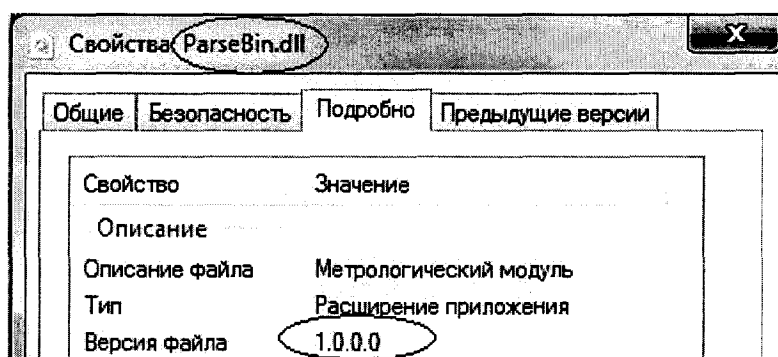 Свойства: ParseBin.dll
Общие Безопасность Подробно Предыдущие версии
Свойство Значение
Описание
Описание файла Метрологический модуль
Тип Расширение приложения
Версия файла 1.0.0.0